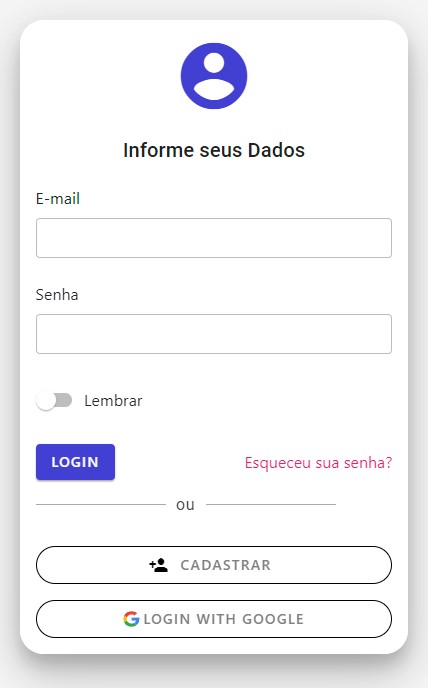 Informe seus Dados
E-mail
Senha
Lembrar
LOGIN
Esqueceu sua senha?
ou
CADASTRAR
LOGIN WITH GOOGLE